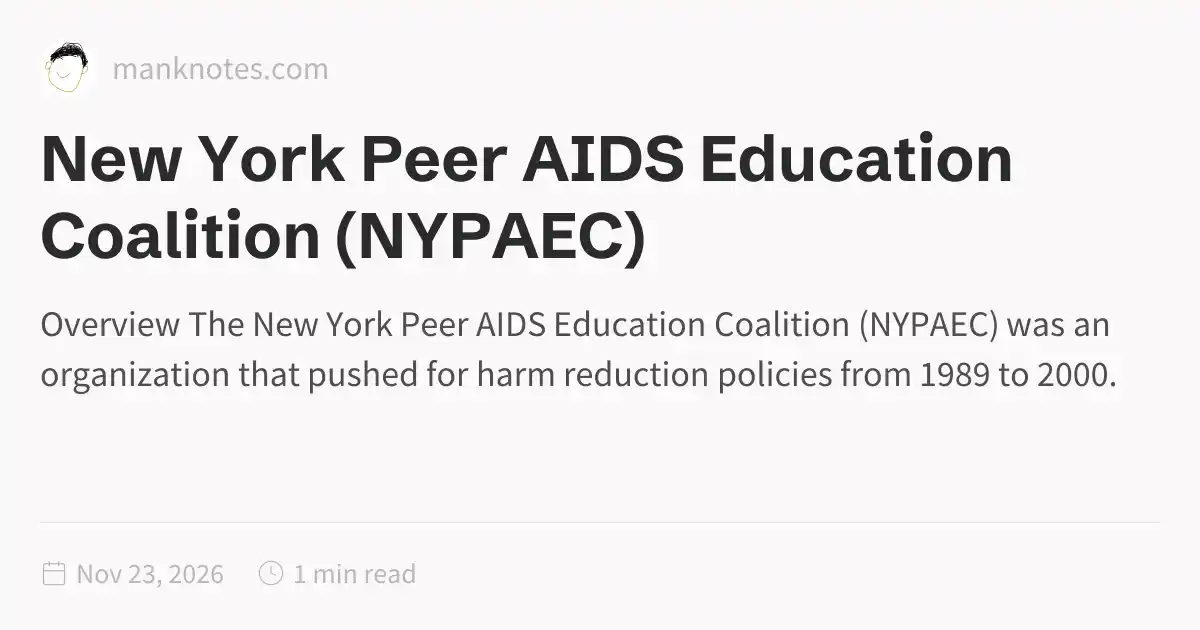 manknotes.com
New York Peer AIDS Education
Coalition (NYPAEC)
Overview The New York Peer AIDS Education Coalition (NYPAEC) was an
organization that pushed for harm reduction policies from 1989 to 2000.
Nov 23, 2026 1 min read